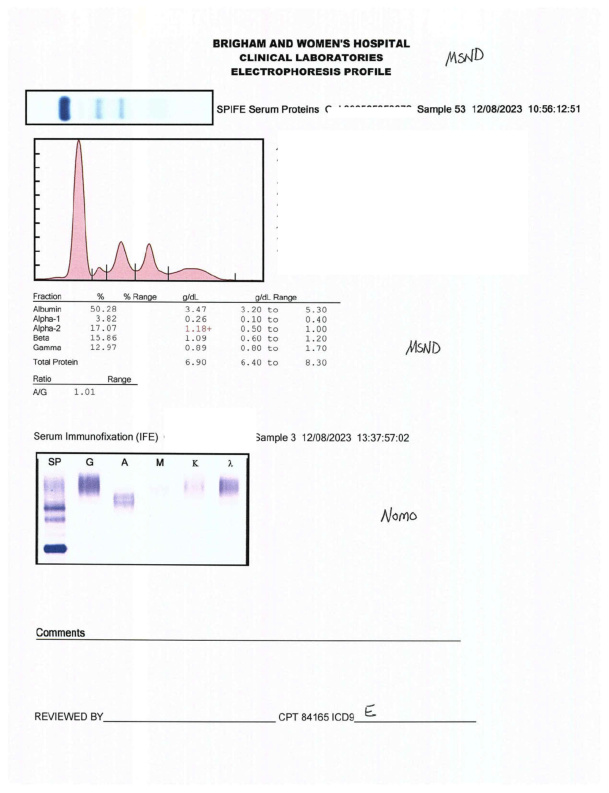 BRIGHAM AND WOMEN'S HOSPITAL
CLINICAL LABORATORIES
ELECTROPHORESIS PROFILE
MSND
SPIFE Serum Proteins Sample 53 12/08/2023 10:56:12:51
Fraction % % Range g/dL g/dL Range
Albumin 50.28 3.47 3.20 to 5.30
Alpha-1 3.82 0.26 0.10 to 0.40
Alpha-2 17.07 1.18+ 0.50 to 1.00
Beta 15.86 1.09 0.60 to 1.20
Gamma 12.97 0.89 0.80 to 1.70
MSND
Total Protein 6.90 6.40 to 8.30
Ratio Range
A/G 1.01
Serum Immunofixation (IFE) Sample 3 12/08/2023 13:37:57:02
SP G A M K λ
Nomo
Comments
REVIEWED BY CPT 84165 ICD9 E